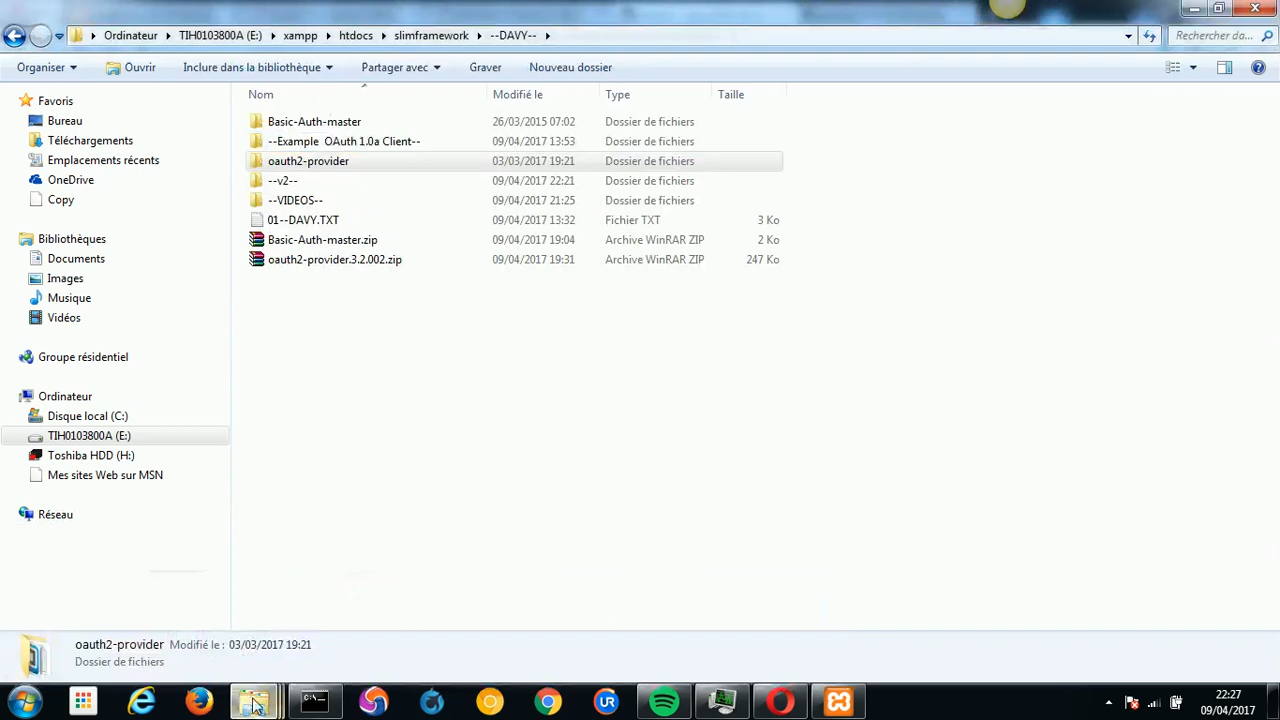 Ordinateur TIH0103800A (E:) xampp htdocs slimframework --DAVY-- Rechercher da...
Organiser Ouvrir Inclure dans la bibliothèque Partager avec Graver Nouveau dossier
Favoris
Bureau
Téléchargements
Emplacements récents
OneDrive
Copy
Bibliothèques
Documents
Images
Musique
Vidéos
Groupe résidentiel
Ordinateur
Disque local (C:)
TIH0103800A (E:)
Toshiba HDD (H:)
Mes sites Web sur MSN
Réseau
Nom Modifié le Type Taille
Basic-Auth-master 26/03/2015 07:02 Dossier de fichiers
--Example OAuth 1.0a Client-- 09/04/2017 13:53 Dossier de fichiers
oauth2-provider 03/03/2017 19:21 Dossier de fichiers
--v2-- 09/04/2017 22:21 Dossier de fichiers
--VIDEOS-- 09/04/2017 21:25 Dossier de fichiers
01--DAVY.TXT 09/04/2017 13:32 Fichier TXT 3 Ko
Basic-Auth-master.zip 09/04/2017 19:04 Archive WinRAR ZIP 2 Ko
oauth2-provider.3.2.002.zip 09/04/2017 19:31 Archive WinRAR ZIP 247 Ko
oauth2-provider Modifié le : 03/03/2017 19:21
Dossier de fichiers
UR
22:27
09/04/2017